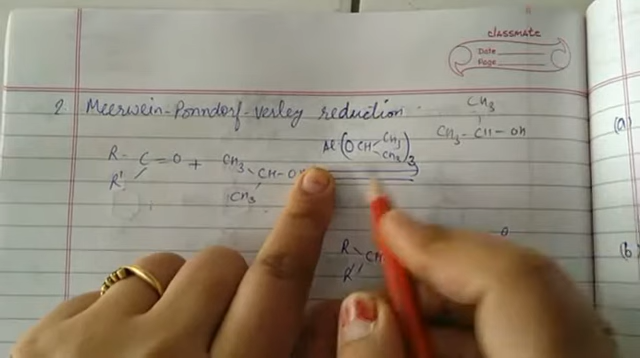 classmate
Date
Page
2. Meerwein-Ponndorf-Verley reduction
CH3
CH3-CH-OH
(a)
Al(OCH CH3 CH3)3
R R' C=O + CH3 CH3 CH-O
R R' CH
O
(b)